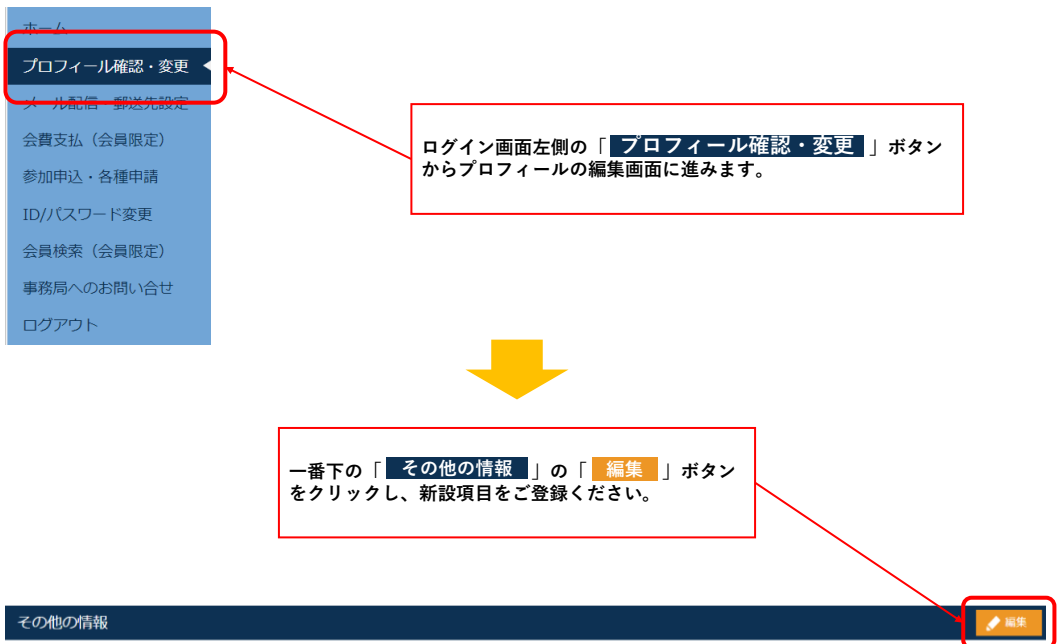 ホーム
プロフィール確認・変更
メール配信・郵送先設定
会費支払（会員限定）
参加申込・各種申請
ID/パスワード変更
会員検索（会員限定）
事務局へのお問い合せ
ログアウト
ログイン画面左側の「 プロフィール確認・変更 」ボタン
からプロフィールの編集画面に進みます。
一番下の「 その他の情報 」の「 編集 」ボタン
をクリックし、新設項目をご登録ください。
その他の情報
編集